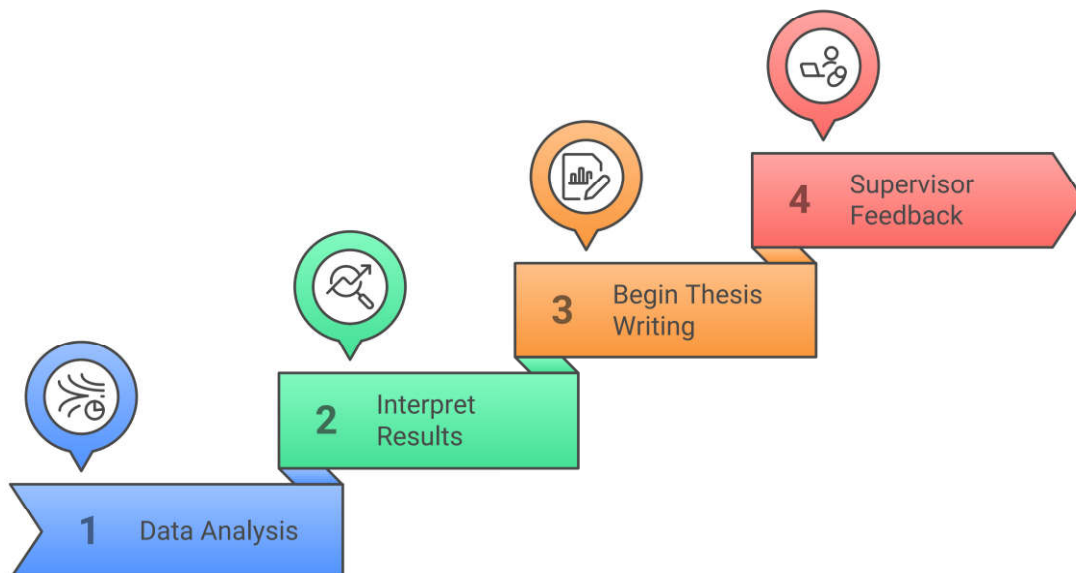 1 Data Analysis
2 Interpret
Results
3 Begin Thesis
Writing
4 Supervisor
Feedback